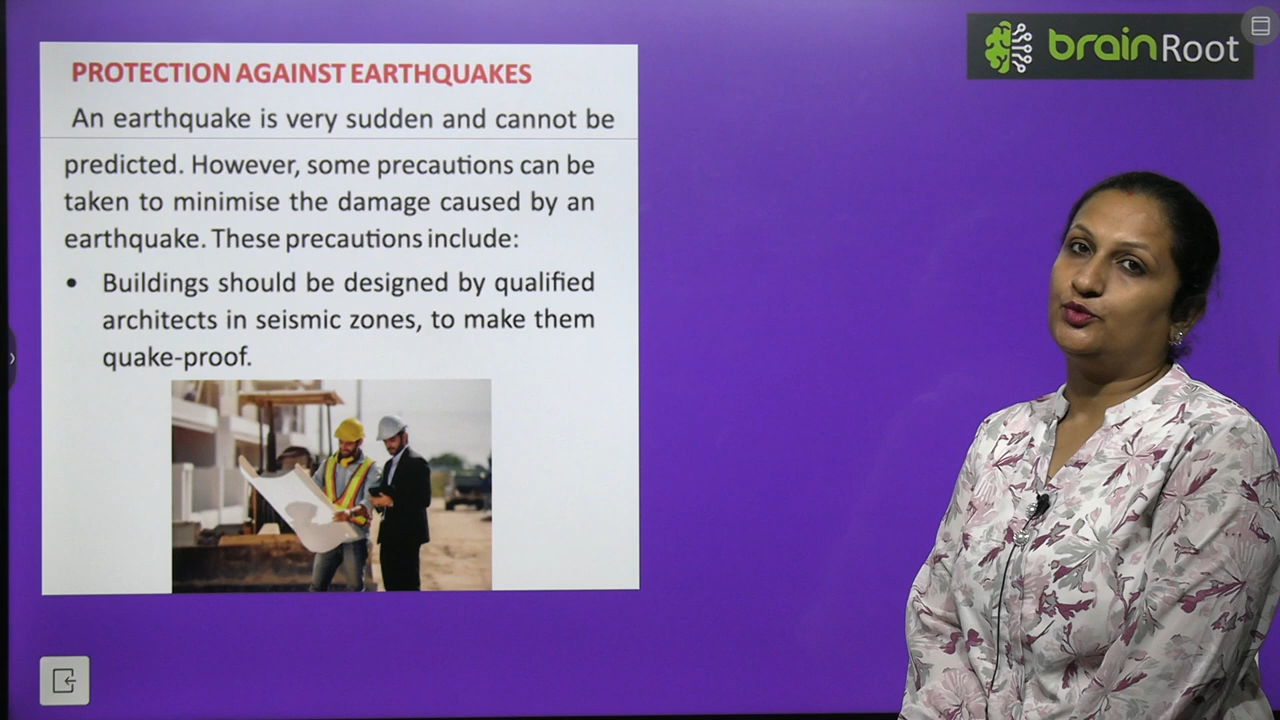 PROTECTION AGAINST EARTHQUAKES
An earthquake is very sudden and cannot be
predicted. However, some precautions can be
taken to minimise the damage caused by an
earthquake. These precautions include:
• Buildings should be designed by qualified
architects in seismic zones, to make them
quake-proof.
brainRoot